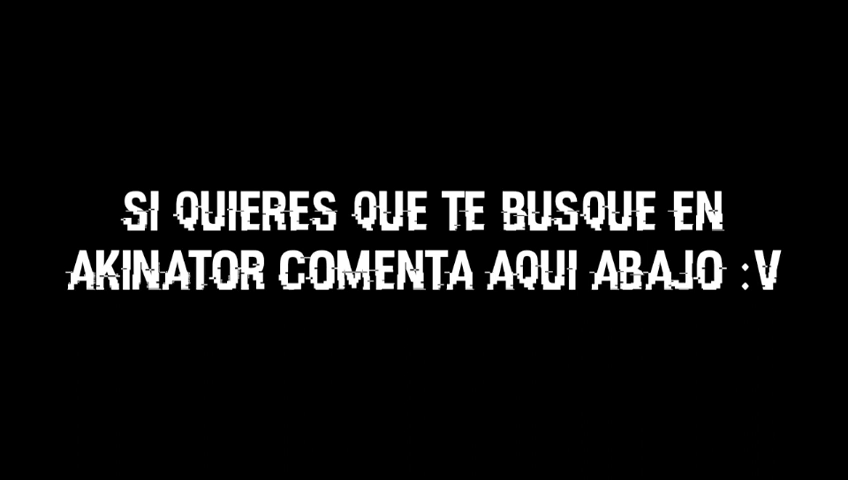 SI QUIERES QUE TE BUSQUE EN
AKINATOR COMENTA AQUI ABAJO :V